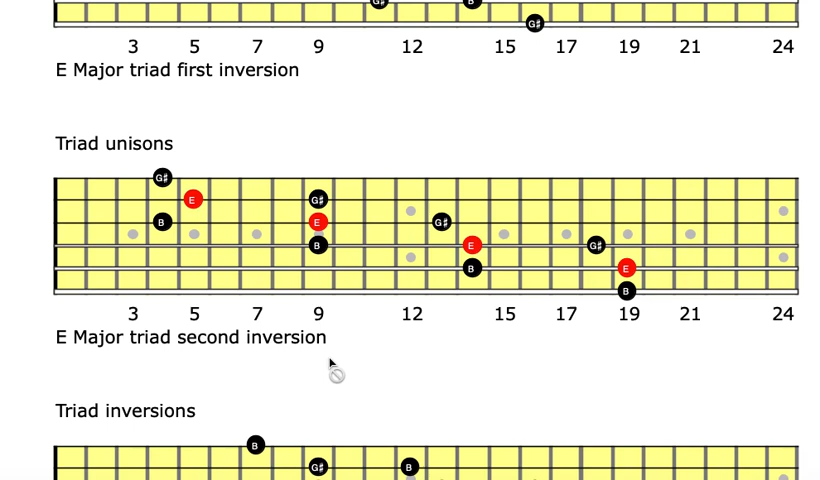 G# B
G#
3 5 7 9 12 15 17 19 21 24
E Major triad first inversion
Triad unisons
G#
E G#
B E G#
B E G#
B E
B
3 5 7 9 12 15 17 19 21 24
E Major triad second inversion
Triad inversions
B
G# B